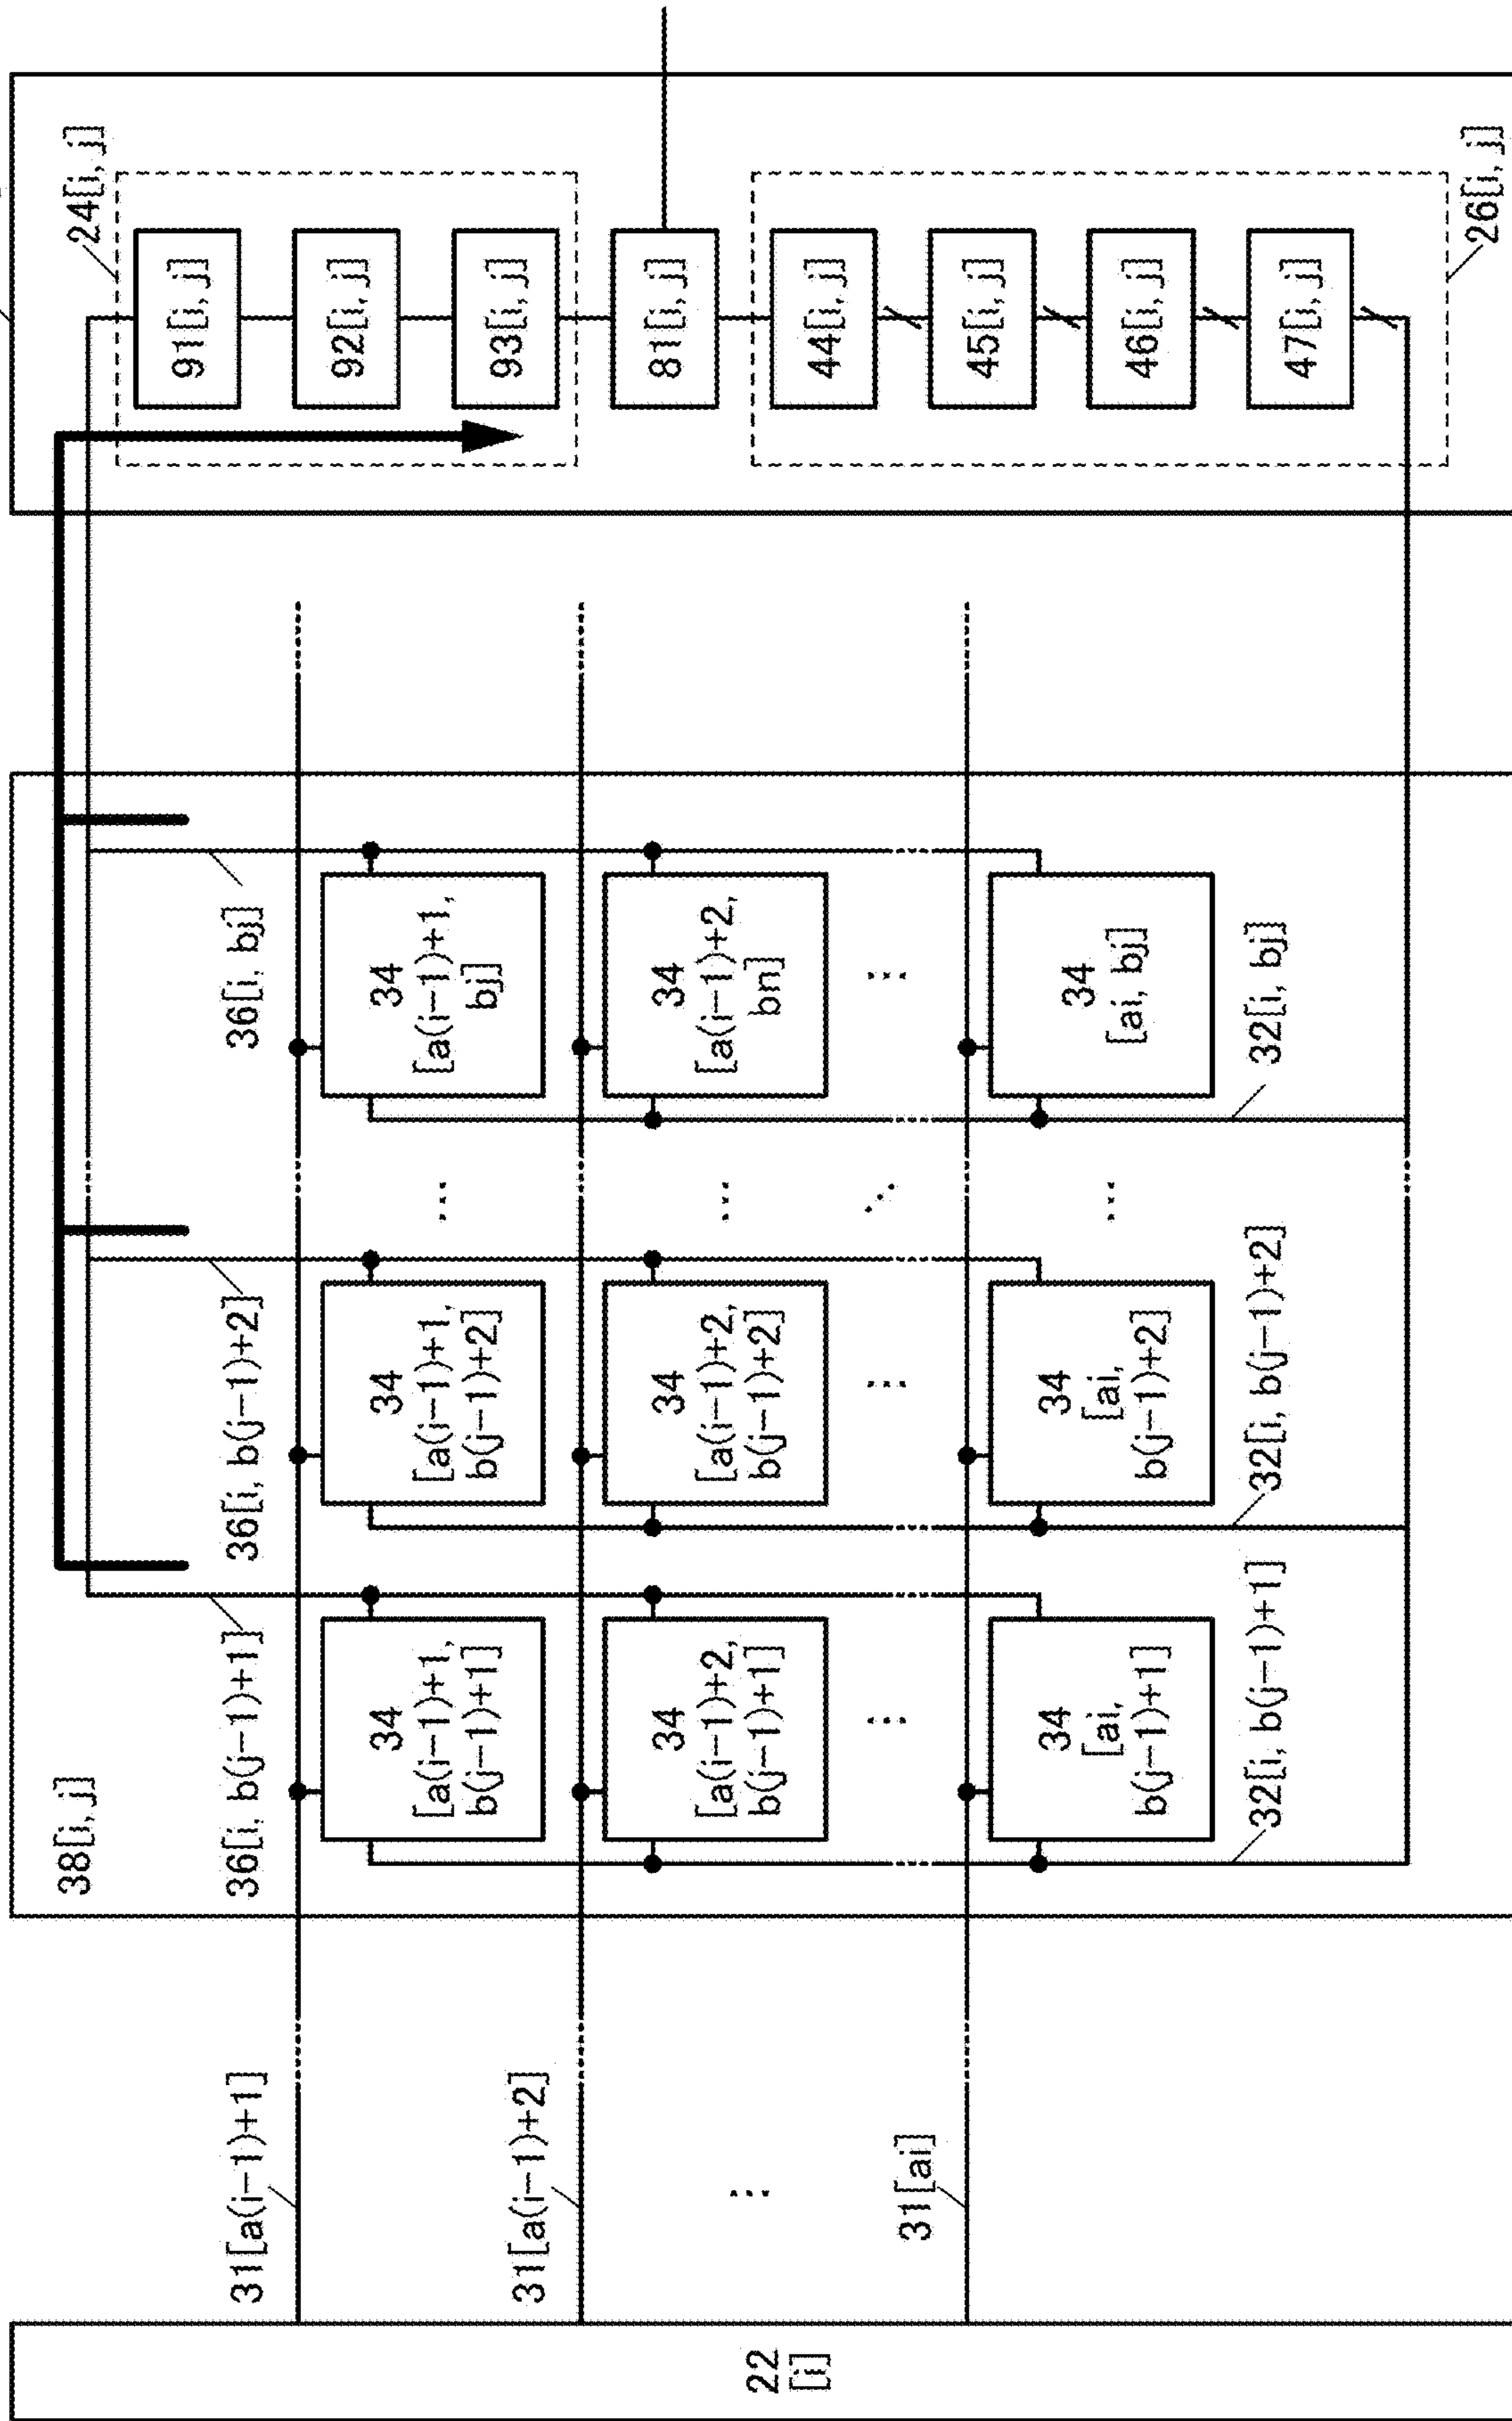 22
[i]
31[a(i-1)+1]
31[a(i-1)+2]
⋮
31[ai]
38[i, j]
36[i, b(j-1)+1]
36[i, b(j-1)+2]
36[i, bj]
34
[a(i-1)+1,
b(j-1)+1]
34
[a(i-1)+1,
b(j-1)+2]
...
34
[a(i-1)+1,
bj]
34
[a(i-1)+2,
b(j-1)+1]
34
[a(i-1)+2,
b(j-1)+2]
...
34
[a(i-1)+2,
bn]
⋮
⋮
⋱
⋮
34
[ai,
b(j-1)+1]
34
[ai,
b(j-1)+2]
...
34
[ai, bj]
32[i, b(j-1)+1]
32[i, b(j-1)+2]
32[i, bj]
24[i, j]
91[i, j]
92[i, j]
93[i, j]
81[i, j]
44[i, j]
45[i, j]
46[i, j]
47[i, j]
26[i, j]